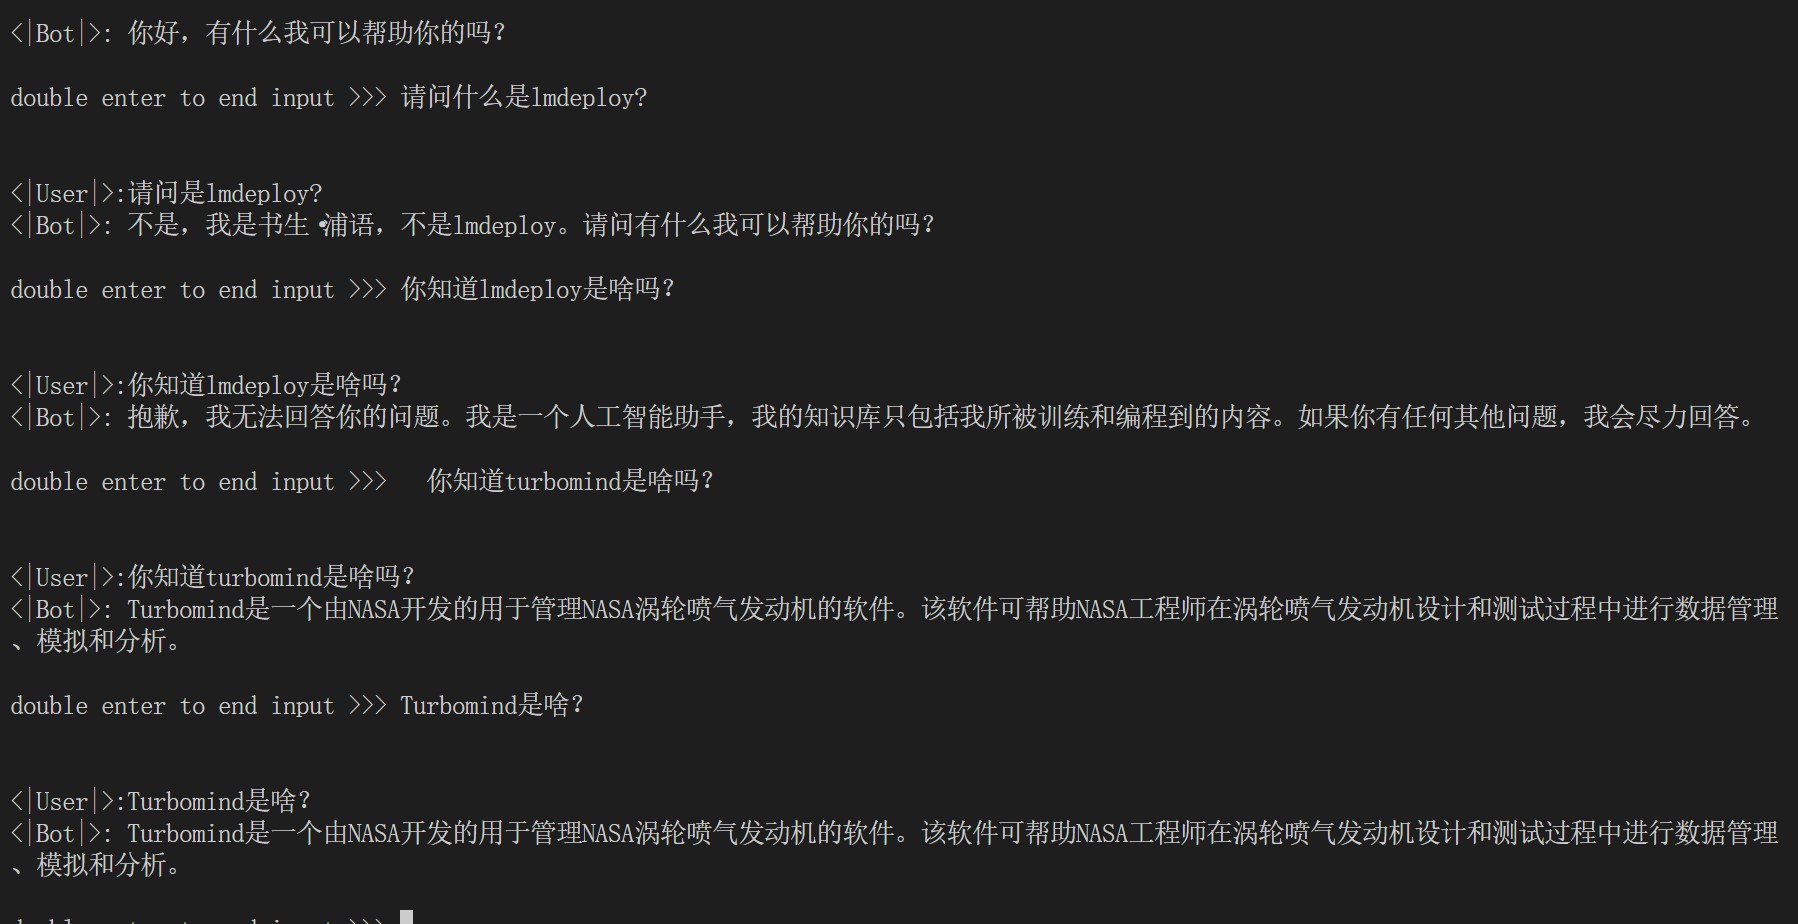 <|Bot|>: 你好，有什么我可以帮助你的吗？
double enter to end input >>> 请问什么是lmdeploy?
<|User|>:请问是lmdeploy?
<|Bot|>: 不是，我是书生·浦语，不是lmdeploy。请问有什么我可以帮助你的吗？
double enter to end input >>> 你知道lmdeploy是啥吗？
<|User|>:你知道lmdeploy是啥吗？
<|Bot|>: 抱歉，我无法回答你的问题。我是一个人工智能助手，我的知识库只包括我所被训练和编程到的内容。如果你有任何其他问题，我会尽力回答。
double enter to end input >>>   你知道turbomind是啥吗？
<|User|>:你知道turbomind是啥吗？
<|Bot|>: Turbomind是一个由NASA开发的用于管理NASA涡轮喷气发动机的软件。该软件可帮助NASA工程师在涡轮喷气发动机设计和测试过程中进行数据管理
、模拟和分析。
double enter to end input >>> Turbomind是啥？
<|User|>:Turbomind是啥？
<|Bot|>: Turbomind是一个由NASA开发的用于管理NASA涡轮喷气发动机的软件。该软件可帮助NASA工程师在涡轮喷气发动机设计和测试过程中进行数据管理
、模拟和分析。
double enter to end input >>>